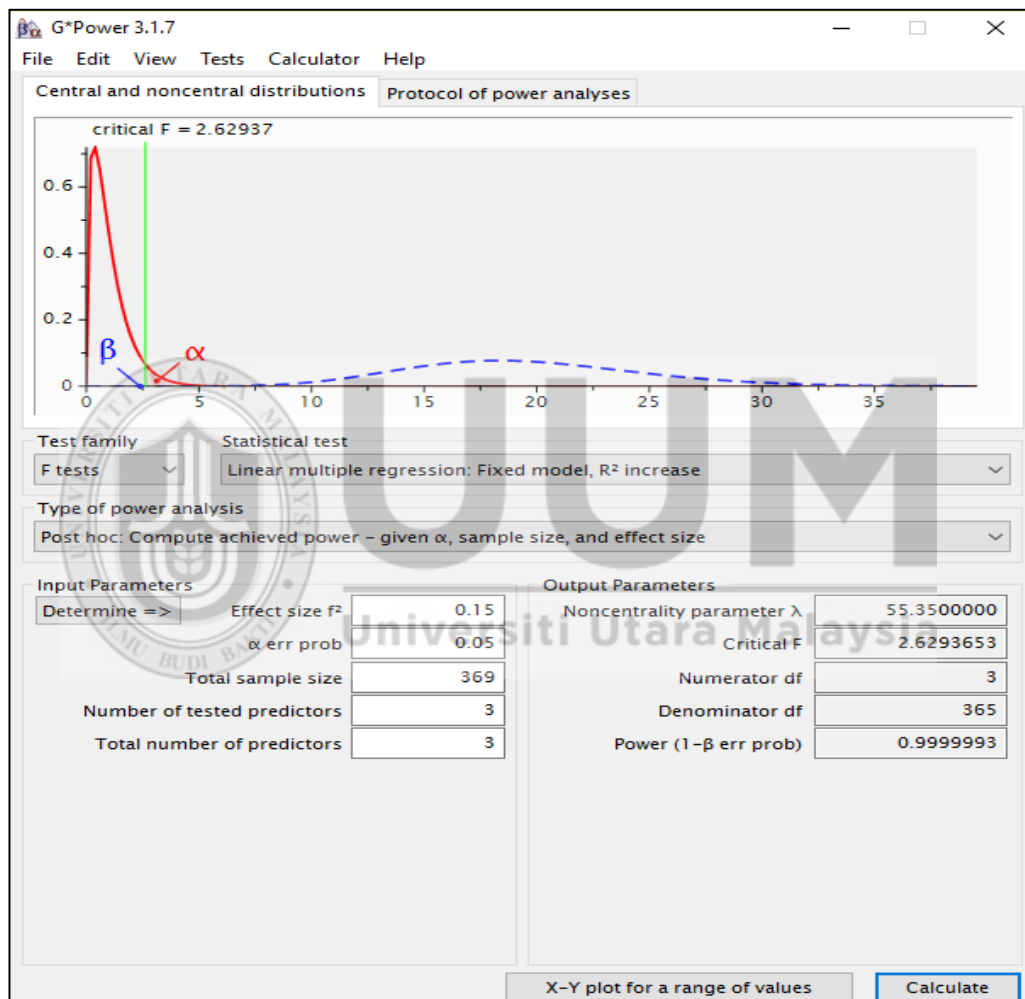 G*Power 3.1.7
File Edit View Tests Calculator Help
Central and noncentral distributions Protocol of power analyses
critical F = 2.62937
0.6
0.4
0.2
0
β α
0 5 10 15 20 25 30 35
Test family Statistical test
F tests Linear multiple regression: Fixed model, R² increase
Type of power analysis
Post hoc: Compute achieved power – given α, sample size, and effect size
Input Parameters Output Parameters
Determine => Effect size f² 0.15 Noncentrality parameter λ 55.3500000
α err prob 0.05 Critical F 2.6293653
Total sample size 369 Numerator df 3
Number of tested predictors 3 Denominator df 365
Total number of predictors 3 Power (1-β err prob) 0.9999993
X-Y plot for a range of values Calculate
UUM
Universiti Utara Malaysia
UNIVERSITI UTARA MALAYSIA
ILMU BUDI BAKTI